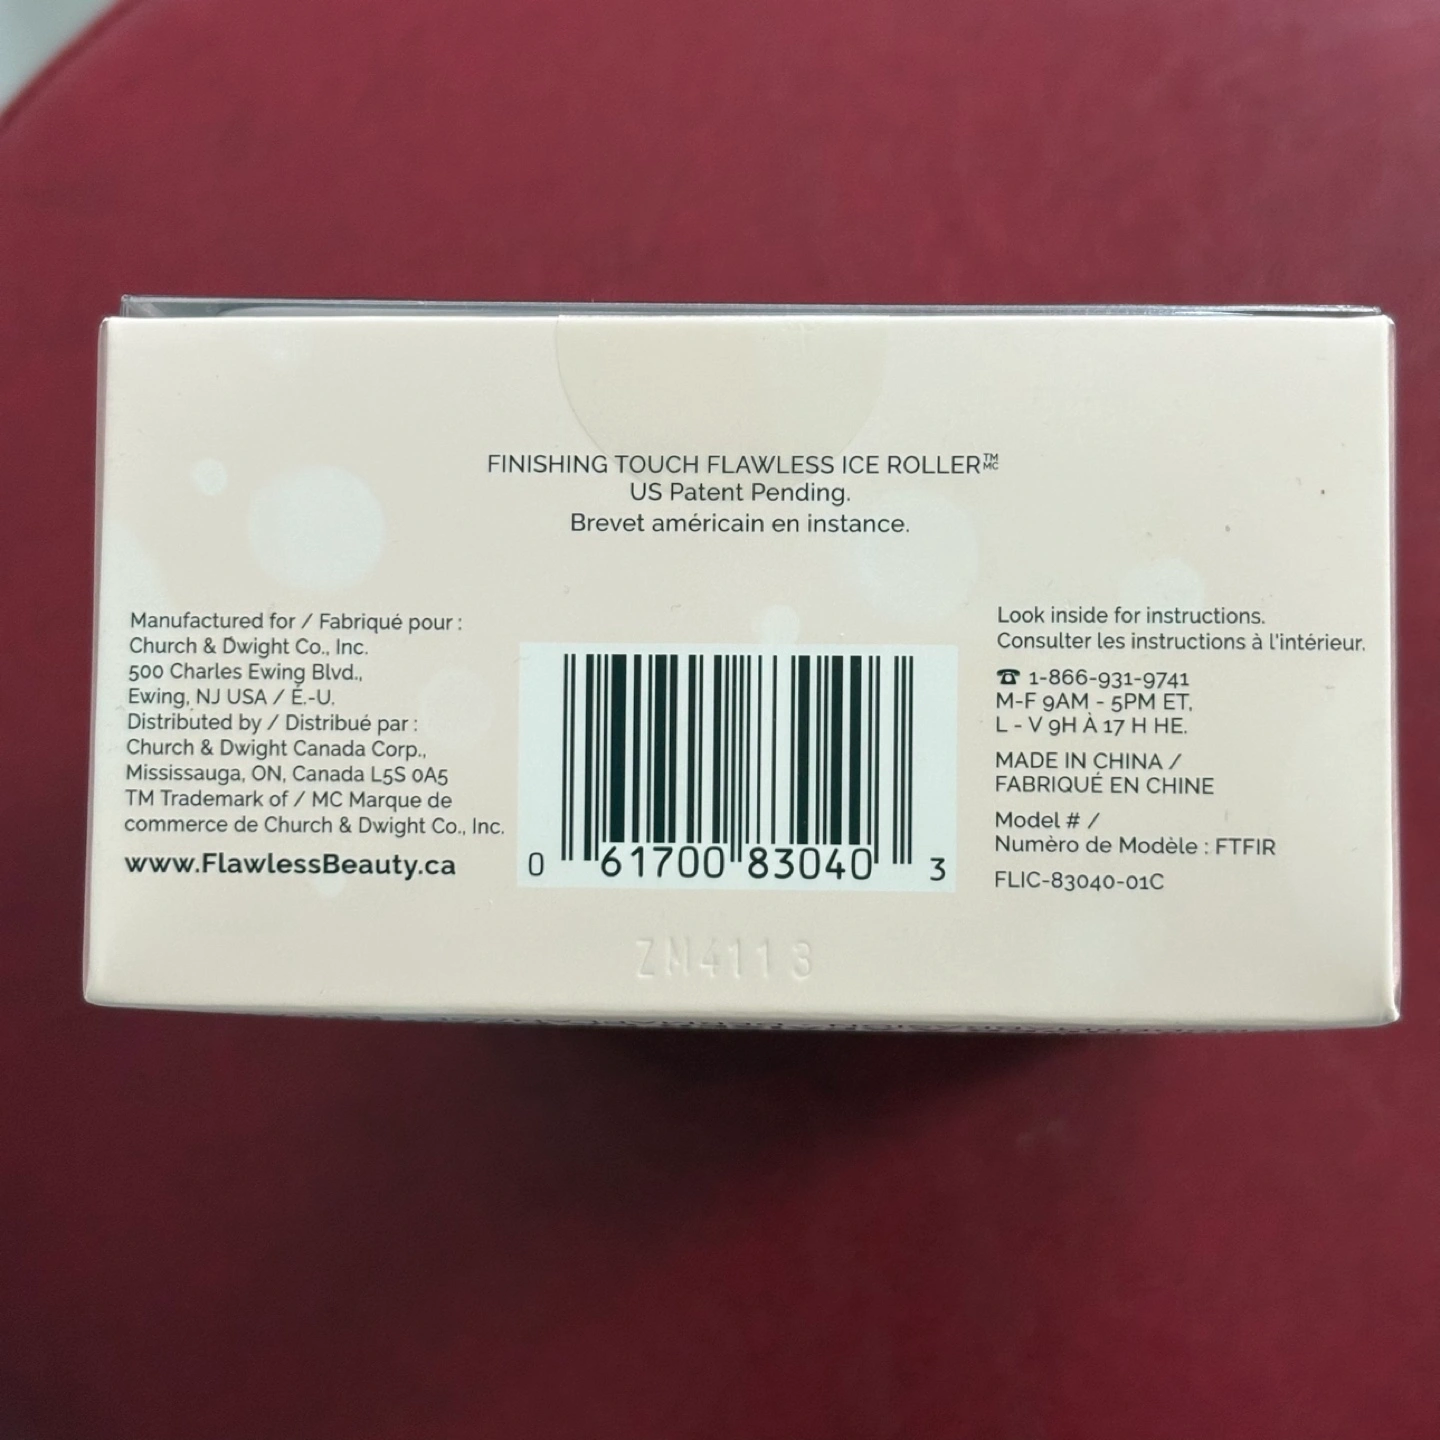 FINISHING TOUCH FLAWLESS ICE ROLLER™ MC
US Patent Pending.
Brevet américain en instance.
Manufactured for / Fabriqué pour :
Church & Dwight Co., Inc.
500 Charles Ewing Blvd.,
Ewing, NJ USA / É.-U.
Distributed by / Distribué par :
Church & Dwight Canada Corp.,
Mississauga, ON, Canada L5S 0A5
TM Trademark of / MC Marque de
commerce de Church & Dwight Co., Inc.
www.FlawlessBeauty.ca
0 61700 83040 3
Look inside for instructions.
Consulter les instructions à l'intérieur.
☎ 1-866-931-9741
M-F 9AM - 5PM ET,
L - V 9H À 17 H HE.
MADE IN CHINA /
FABRIQUÉ EN CHINE
Model # /
Numèro de Modèle : FTFIR
FLIC-83040-01C
ZM4113